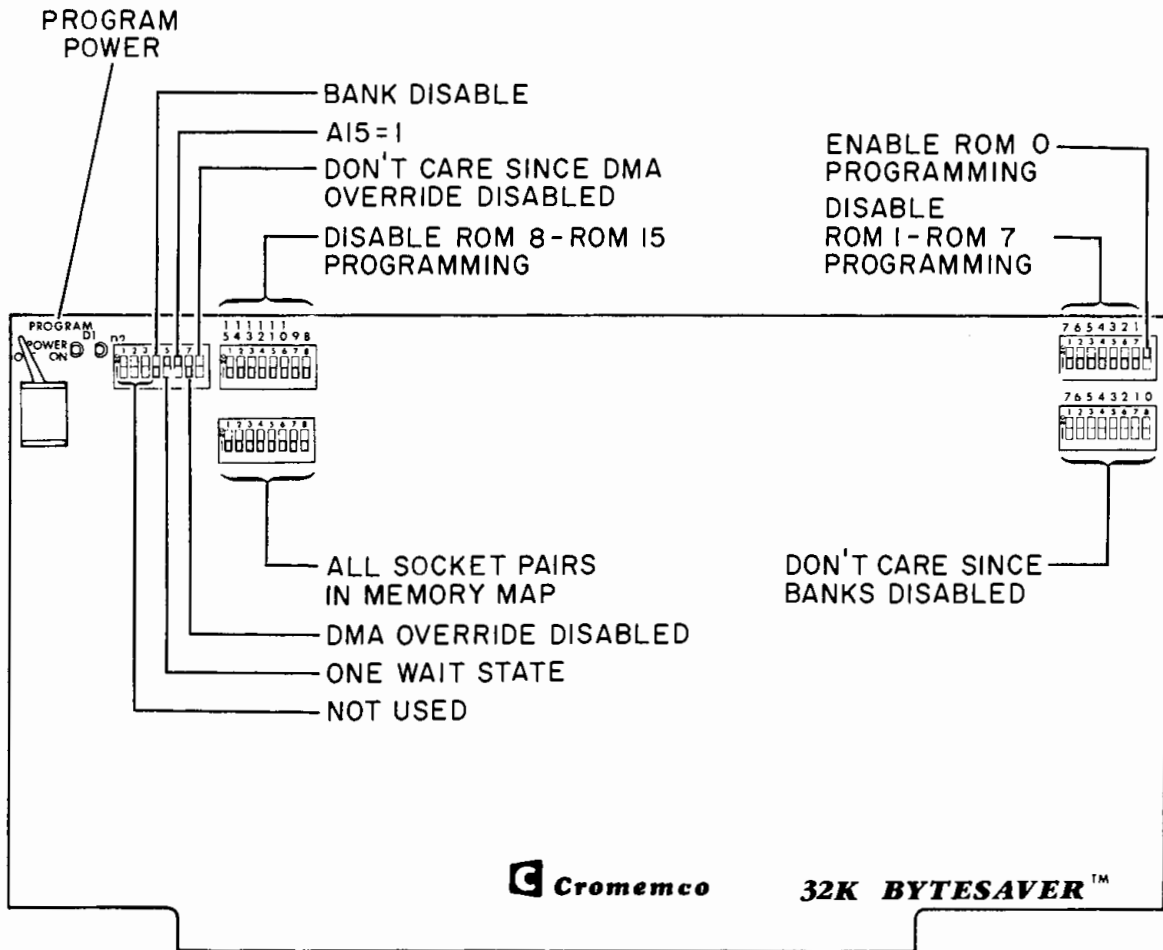 PROGRAM
POWER
BANK DISABLE
A15=1
DON'T CARE SINCE DMA
OVERRIDE DISABLED
DISABLE ROM 8-ROM 15
PROGRAMMING
ENABLE ROM 0
PROGRAMMING
DISABLE
ROM 1-ROM 7
PROGRAMMING
PROGRAM
POWER
ON
D1
1 1 1 1 1 1
5 4 3 2 1 0 9 8
7 6 5 4 3 2 1
1 2 3 5 7
1 2 3 4 5 6 7 8
1 2 3 4 5 6 7
1 2 3 4 5 6 7 8
7 6 5 4 3 2 1 0
1 2 3 4 5 6 7 8
ALL SOCKET PAIRS
IN MEMORY MAP
DON'T CARE SINCE
BANKS DISABLED
DMA OVERRIDE DISABLED
ONE WAIT STATE
NOT USED
C Cromemco
32K BYTESAVER™